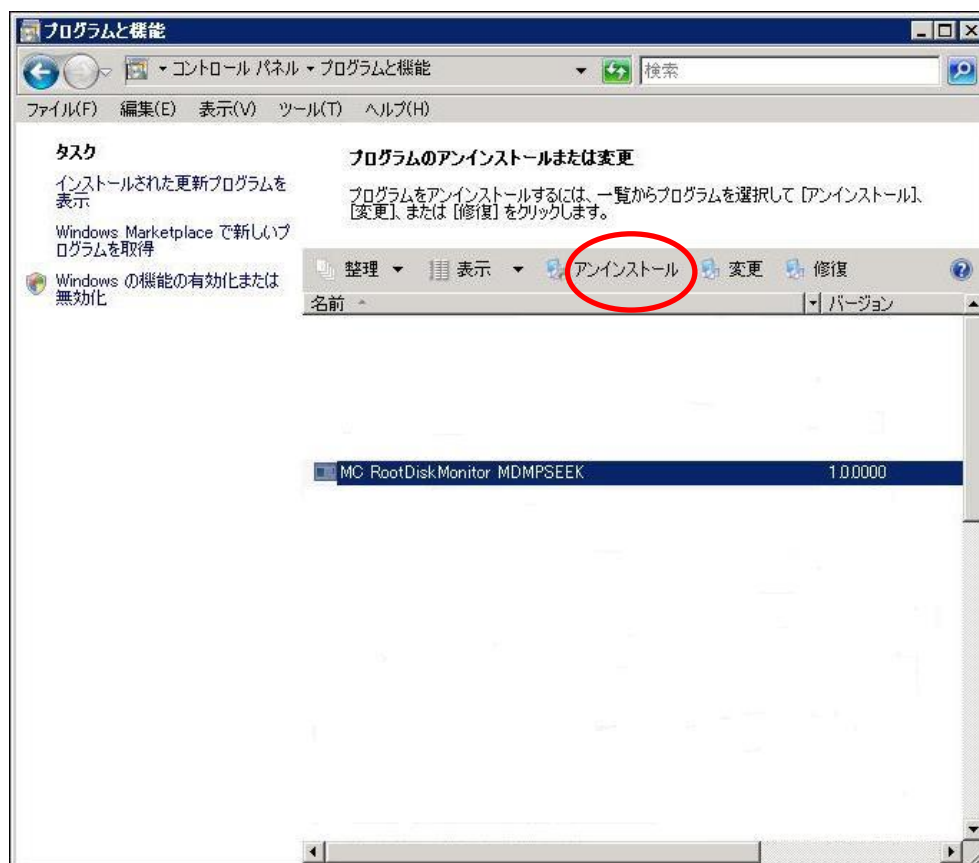 プログラムと機能
コントロール パネル ▾ プログラムと機能
検索
ファイル(F) 編集(E) 表示(V) ツール(T) ヘルプ(H)
タスク
インストールされた更新プログラムを
表示
Windows Marketplace で新しいプ
ログラムを取得
Windows の機能の有効化または
無効化
プログラムのアンインストールまたは変更
プログラムをアンインストールするには、一覧からプログラムを選択して [アンインストール]、
[変更]、または [修復] をクリックします。
整理 表示 アンインストール 変更 修復
名前 バージョン
MC RootDiskMonitor MDMPSEEK 1.0.0000